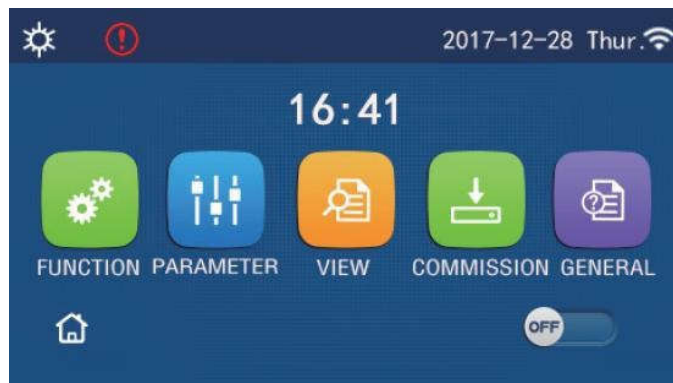 2017-12-28 Thur.
16:41
FUNCTION PARAMETER VIEW COMMISSION GENERAL
OFF